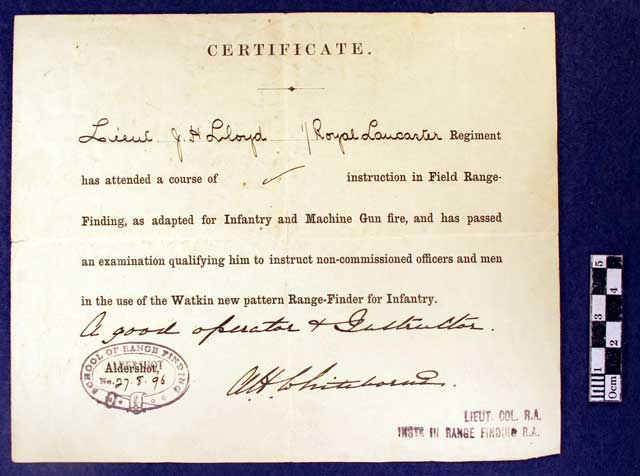 CERTIFICATE.
Lieut J. H Lloyd 1/Royal Lancaster Regiment
has attended a course of ✓ instruction in Field Range-
Finding, as adapted for Infantry and Machine Gun fire, and has passed
an examination qualifying him to instruct non-commissioned officers and men
in the use of the Watkin new pattern Range-Finder for Infantry.
A good operator & Instructor.
SCHOOL OF RANGE FINDING
ALDERSHOT
Aldershot,
No. 27.8.96
A.H.
LIEUT. COL. R.A.
INSTR IN RANGE FINDING R.A.
0cm 1 2 3 4 5